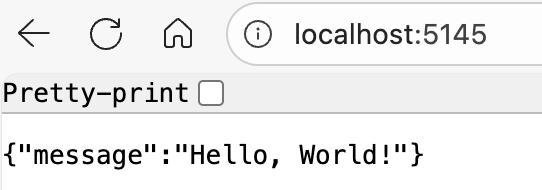 localhost:5145
Pretty-print
{"message":"Hello, World!"}